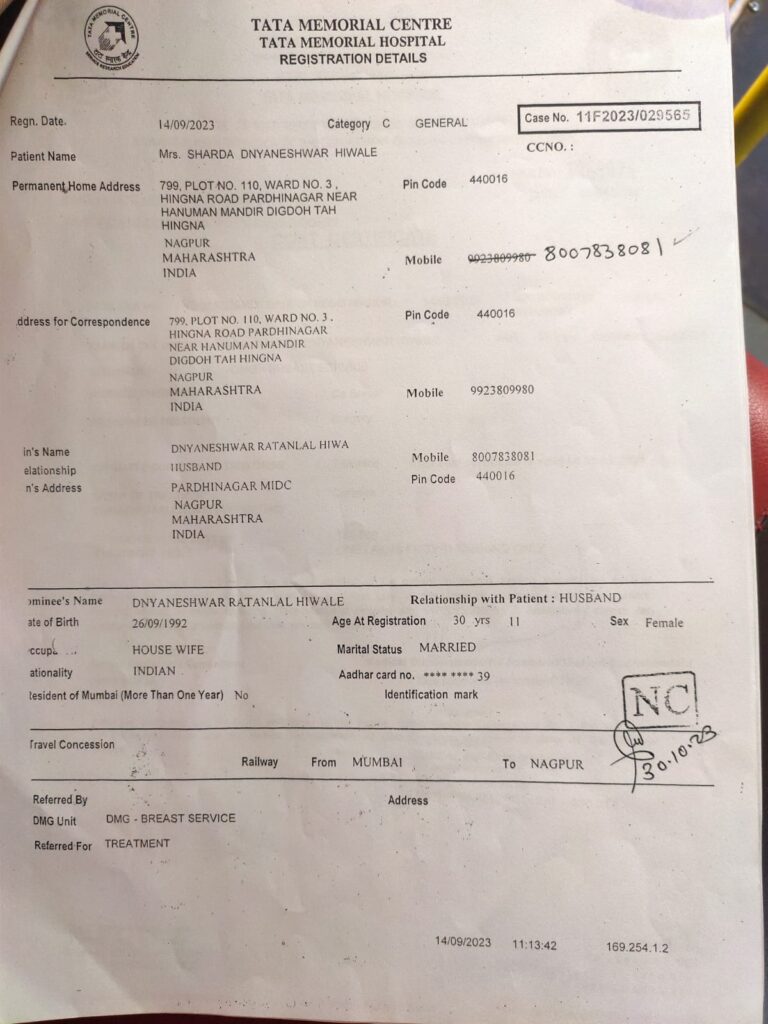 TATA MEMORIAL CENTRE
TATA MEMORIAL CENTRE
TATA MEMORIAL HOSPITAL
REGISTRATION DETAILS
Regn. Date. 14/09/2023 Category C GENERAL Case No. 11F2023/029565
Patient Name Mrs. SHARDA DNYANESHWAR HIWALE CCNO. :
Permanent Home Address 799, PLOT NO. 110, WARD NO. 3 , Pin Code 440016
HINGNA ROAD PARDHINAGAR NEAR
HANUMAN MANDIR DIGDOH TAH
HINGNA
NAGPUR
MAHARASHTRA Mobile 9923809980 8007838081
INDIA
ddress for Correspondence 799, PLOT NO. 110, WARD NO. 3 , Pin Code 440016
HINGNA ROAD PARDHINAGAR
NEAR HANUMAN MANDIR
DIGDOH TAH HINGNA
NAGPUR
MAHARASHTRA Mobile 9923809980
INDIA
in's Name DNYANESHWAR RATANLAL HIWA Mobile 8007838081
elationship HUSBAND Pin Code 440016
n's Address PARDHINAGAR MIDC
NAGPUR
MAHARASHTRA
INDIA
ominee's Name DNYANESHWAR RATANLAL HIWALE Relationship with Patient : HUSBAND
ate of Birth 26/09/1992 Age At Registration 30 yrs 11 Sex Female
ccup HOUSE WIFE Marital Status MARRIED
ationality INDIAN Aadhar card no. **** **** 39
esident of Mumbai (More Than One Year) No Identification mark
NC
30.10.23
Travel Concession
Railway From MUMBAI To NAGPUR
Referred By Address
DMG Unit DMG - BREAST SERVICE
Referred For TREATMENT
14/09/2023 11:13:42 169.254.1.2